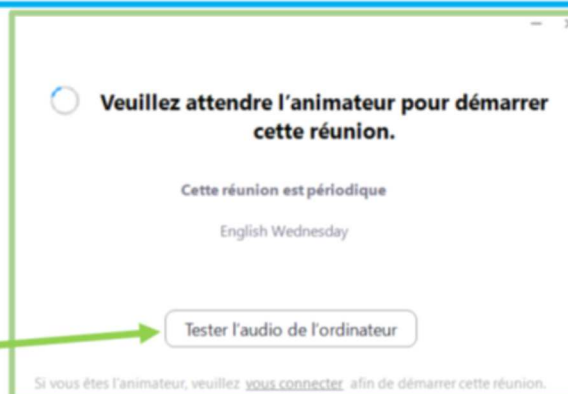 Veuillez attendre l'animateur pour démarrer
cette réunion.
Cette réunion est périodique
English Wednesday
Tester l'audio de l'ordinateur
Si vous êtes l'animateur, veuillez vous connecter afin de démarrer cette réunion.